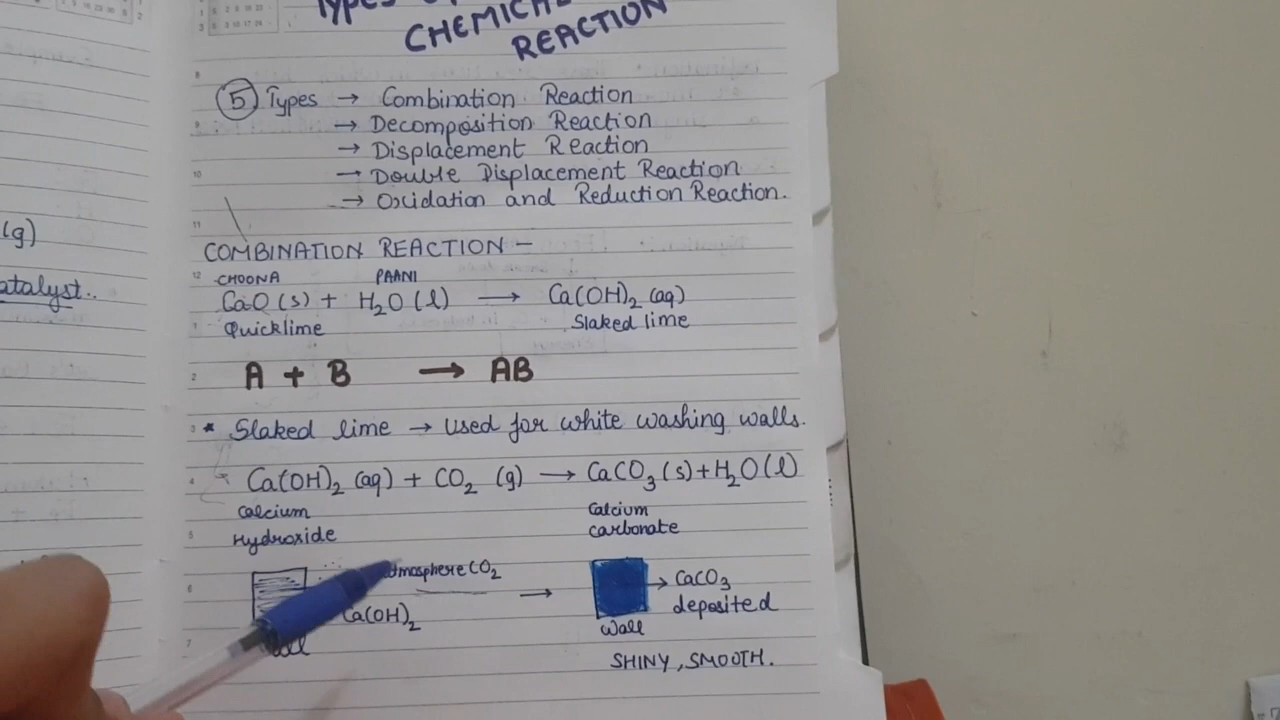 Types
CHEMICAL
REACTION
5 Types → Combination Reaction
→ Decomposition Reaction
→ Displacement Reaction
→ Double Displacement Reaction
→ Oxidation and Reduction Reaction.
(g)
COMBINATION REACTION –
CHOONA PAANI
CaO(s) + H₂O(l) → Ca(OH)₂ (aq)
Quicklime Slaked lime
A + B → AB
* Slaked lime → Used for white washing walls.
Ca(OH)₂ (aq) + CO₂ (g) → CaCO₃(s)+H₂O(l)
Calcium Calcium
Hydroxide carbonate
CO₂ → → CaCO₃
Ca(OH)₂ deposited
Wall
SHINY, SMOOTH.